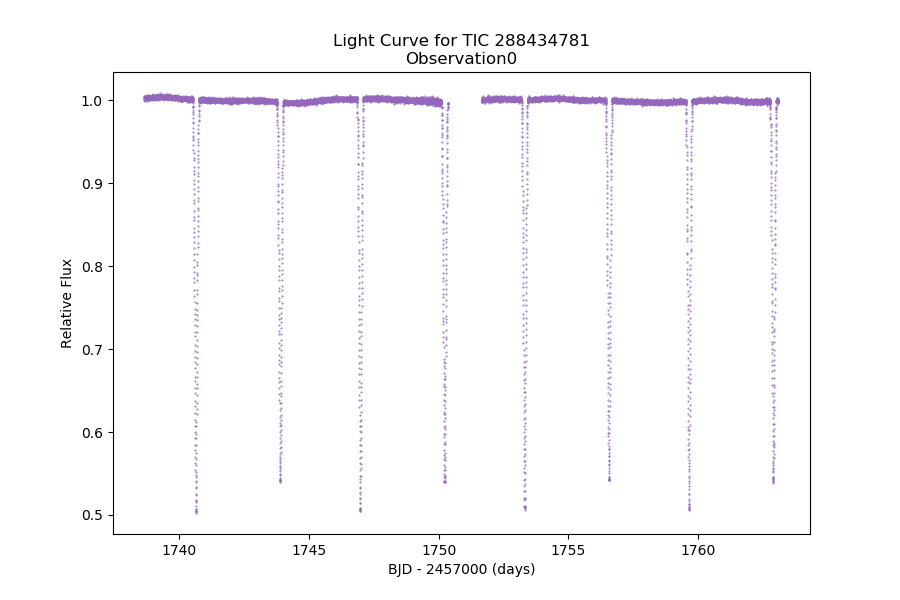 Light Curve for TIC 288434781
Observation0
Relative Flux
1.0
0.9
0.8
0.7
0.6
0.5
1740
1745
1750
1755
1760
BJD - 2457000 (days)